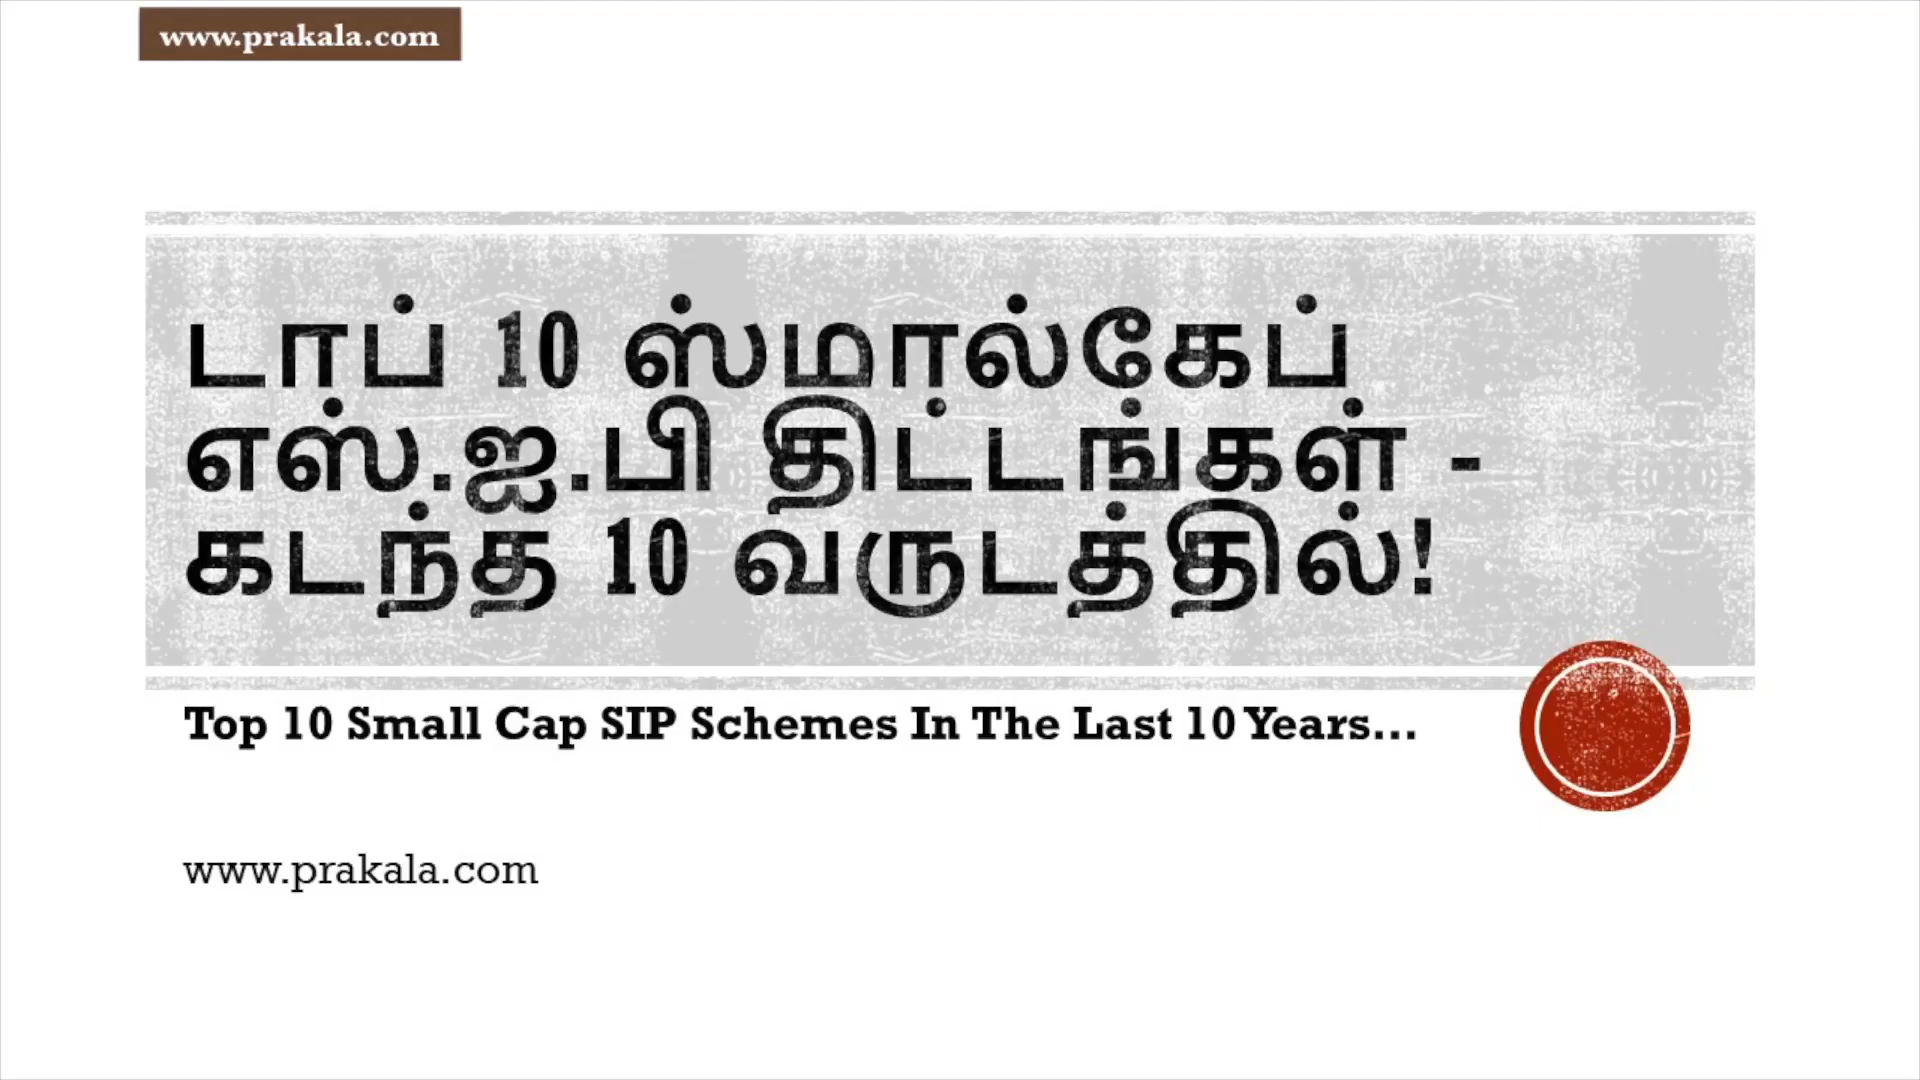 www.prakala.com
டாப் 10 ஸ்மால்கேப்
எஸ்.ஐ.பி திட்டங்கள் -
கடந்த 10 வருடத்தில்!
Top 10 Small Cap SIP Schemes In The Last 10 Years...
www.prakala.com